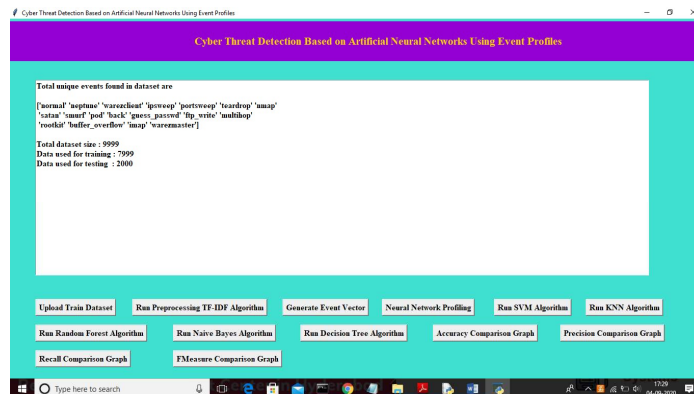 Cyber Threat Detection Based on Artificial Neural Networks Using Event Profiles
Cyber Threat Detection Based on Artificial Neural Networks Using Event Profiles
Total unique events found in dataset are
['normal' 'neptune' 'warezclient' 'ipsweep' 'portsweep' 'teardrop' 'nmap'
'satan' 'smurf' 'pod' 'back' 'guess_passwd' 'ftp_write' 'multihop'
'rootkit' 'buffer_overflow' 'imap' 'warezmaster']
Total dataset size : 9999
Data used for training : 7999
Data used for testing : 2000
Upload Train Dataset Run Preprocessing TF-IDF Algorithm Generate Event Vector Neural Network Profiling Run SVM Algorithm Run KNN Algorithm
Run Random Forest Algorithm Run Naive Bayes Algorithm Run Decision Tree Algorithm Accuracy Comparison Graph Precision Comparison Graph
Recall Comparison Graph FMeasure Comparison Graph
Type here to search
17:29
04-09-2020